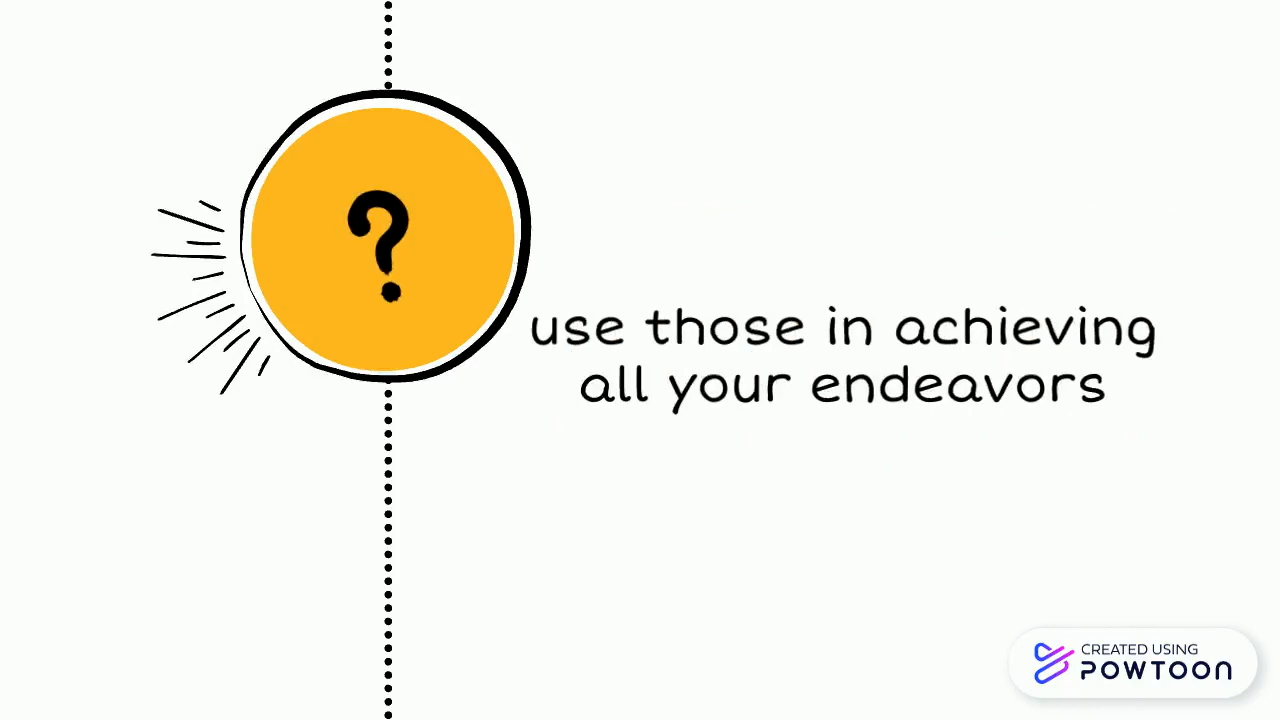 ?
use those in achieving
all your endeavors
CREATED USING
POWTOON